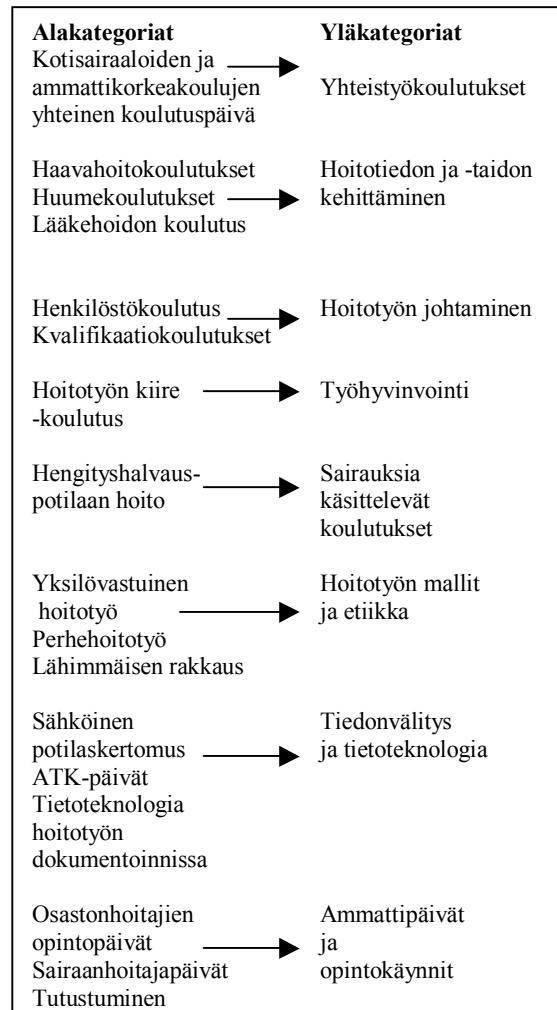 Alakategoriat Yläkategoriat
Kotisairaaloiden ja
ammattikorkeakoulujen Yhteistyökoulutukset
yhteinen koulutuspäivä
Haavahoitokoulutukset Hoitotiedon ja -taidon
Huumekoulutukset kehittäminen
Lääkehoidon koulutus
Henkilöstökoulutus Hoitotyön johtaminen
Kvalifikaatiokoulutukset
Hoitotyön kiire Työhyvinvointi
-koulutus
Hengityshalvaus- Sairauksia
potilaan hoito käsittelevät
koulutukset
Yksilövastuinen Hoitotyön mallit
hoitotyö ja etiikka
Perhehoitotyö
Lähimmäisen rakkaus
Sähköinen Tiedonvälitys
potilaskertomus ja tietoteknologia
ATK-päivät
Tietoteknologia
hoitotyön
dokumentoinnissa
Osastonhoitajien Ammattipäivät
opintopäivät ja
Sairaanhoitajapäivät opintokäynnit
Tutustuminen